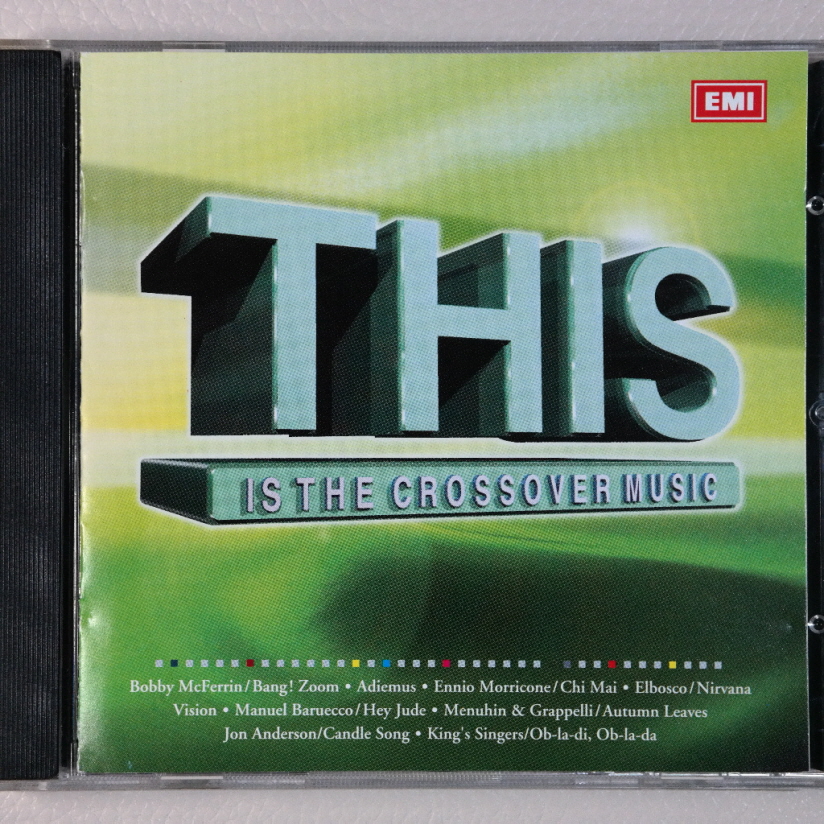 EMI
THIS
IS THE CROSSOVER MUSIC
Bobby McFerrin/Bang! Zoom • Adiemus • Ennio Morricone/Chi Mai • Elbosco/Nirvana
Vision • Manuel Baruecco/Hey Jude • Menuhin & Grappelli/Autumn Leaves
Jon Anderson/Candle Song • King's Singers/Ob-la-di, Ob-la-da